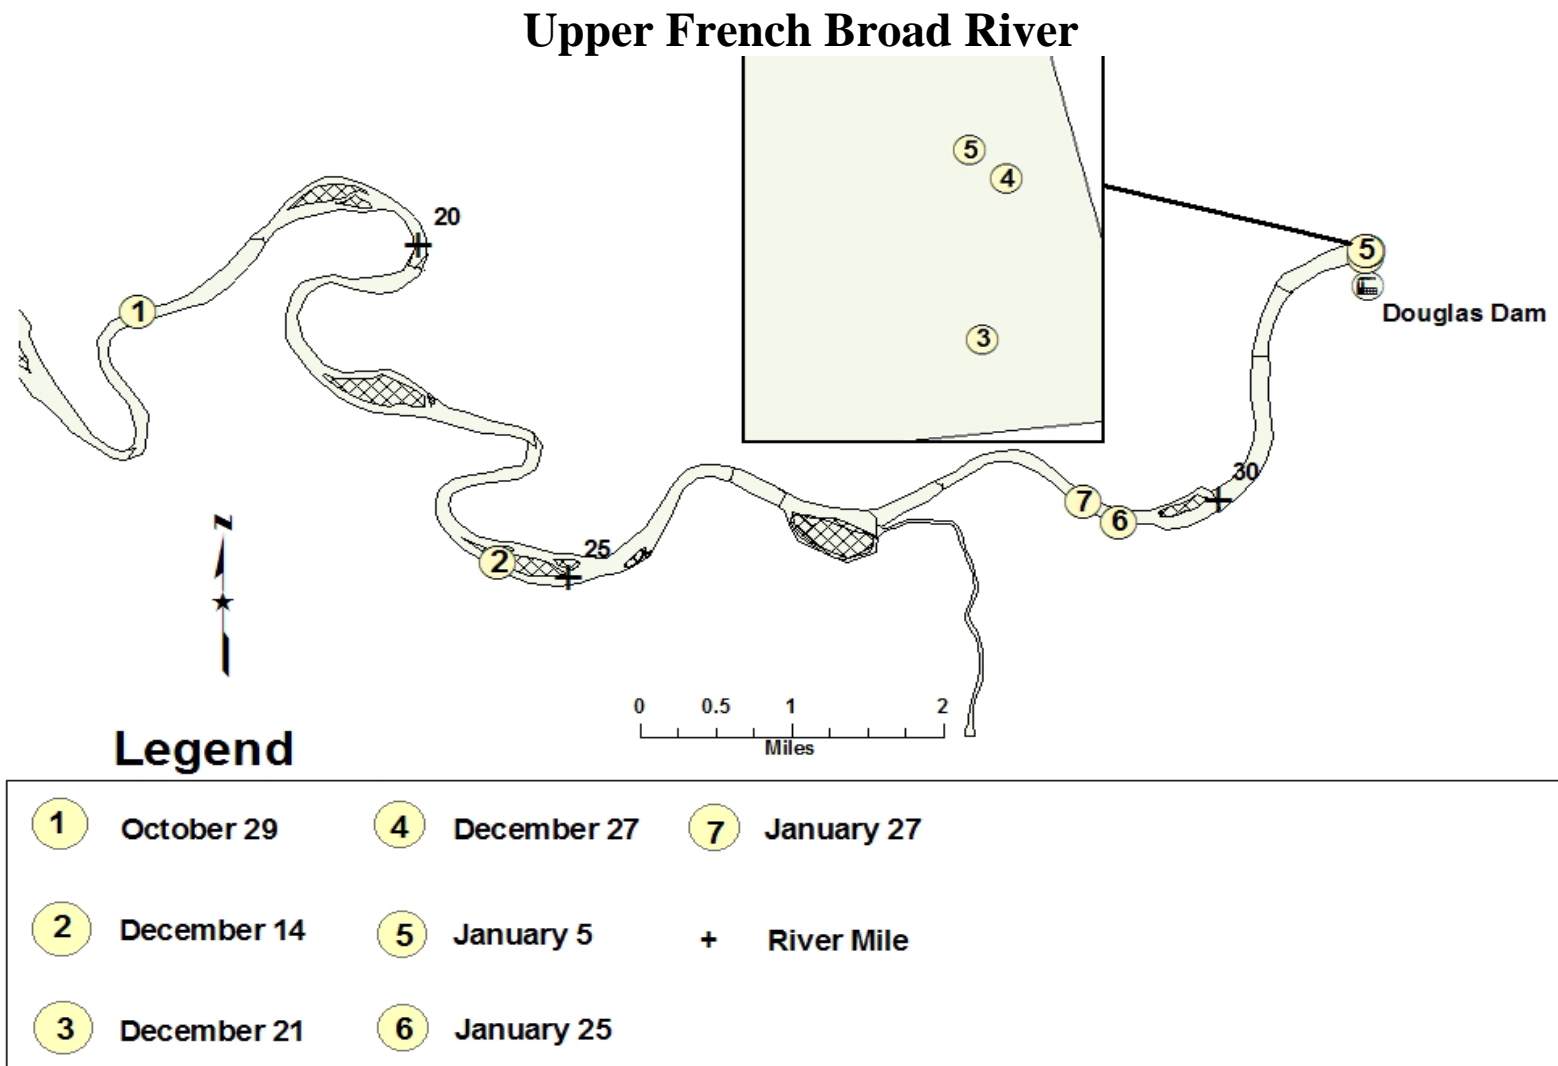 Upper French Broad River
5
4
3
20
1
5
Douglas Dam
30
7
6
25
2
N
0 0.5 1 2
Miles
Legend
1 October 29 4 December 27 7 January 27
2 December 14 5 January 5 + River Mile
3 December 21 6 January 25